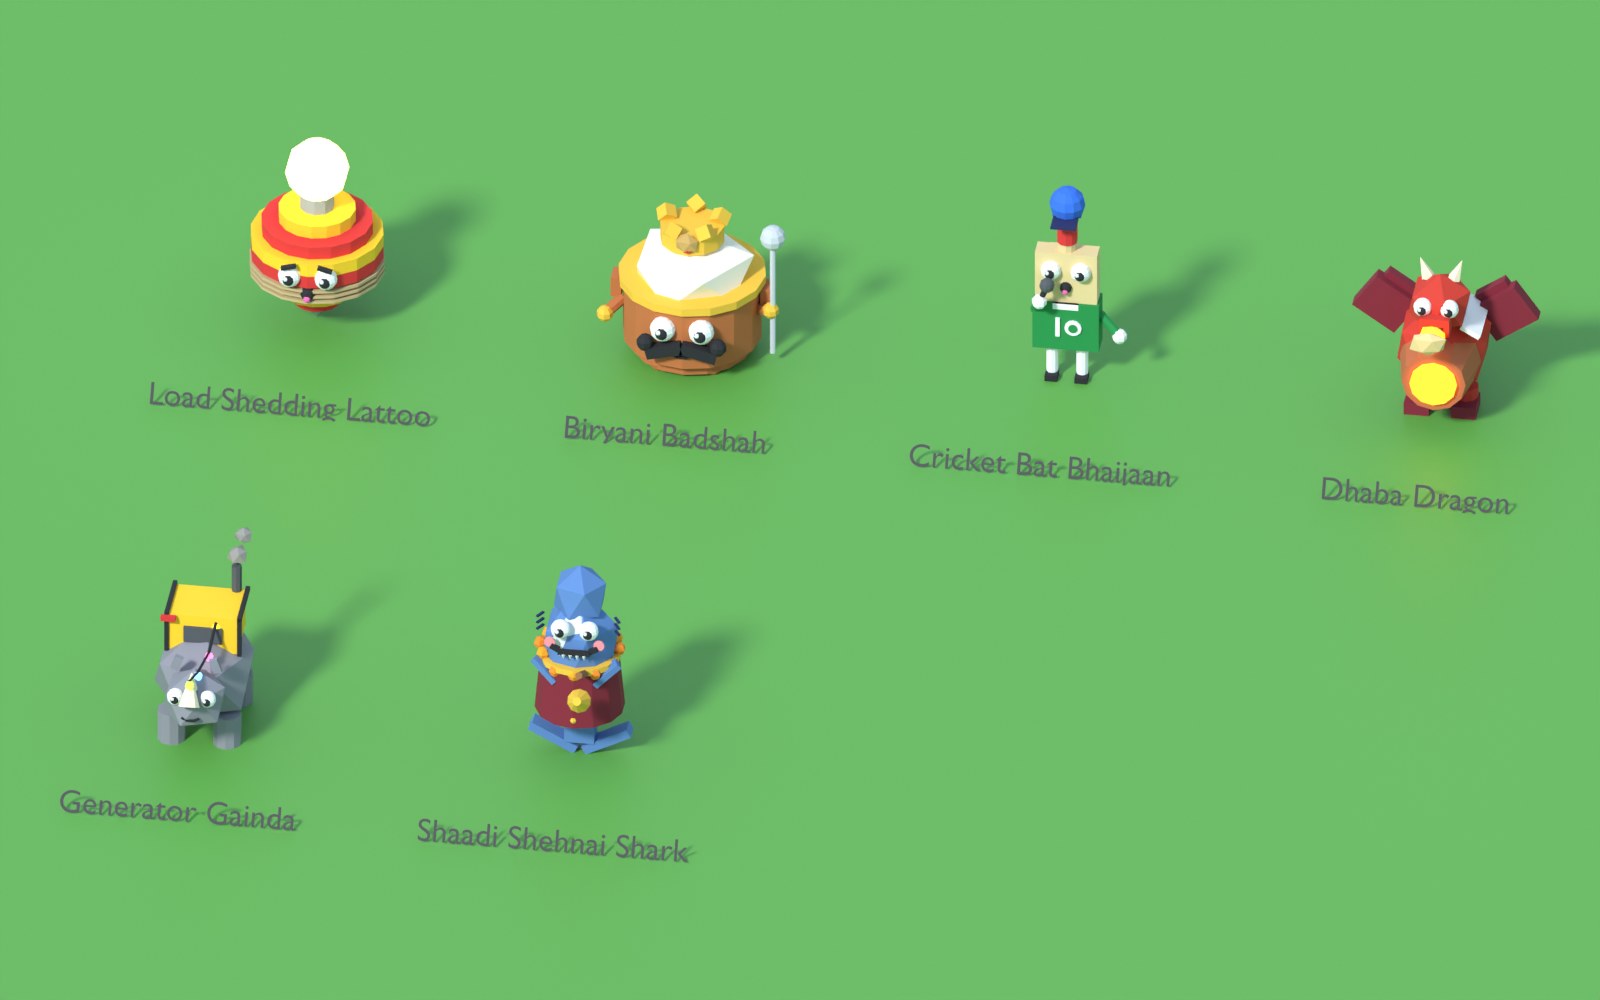 Load Shedding Lattoo
Biryani Badshah
Cricket Bat Bhaijaan
10
Dhaba Dragon
Generator Gainda
Shaadi Shehnai Shark